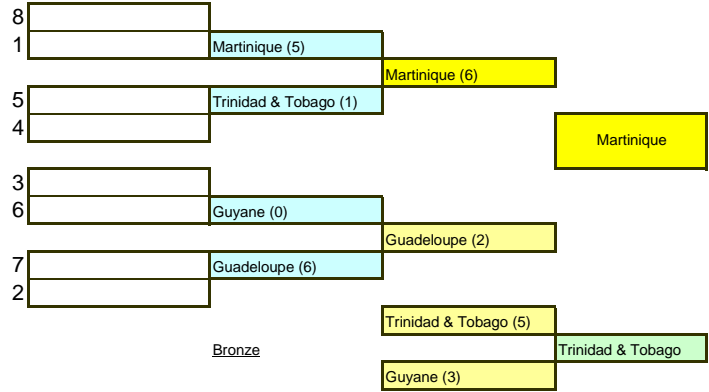 8
1
Martinique (5)
Martinique (6)
5
Trinidad & Tobago (1)
4
Martinique
3
6
Guyane (0)
Guadeloupe (2)
7
Guadeloupe (6)
2
Trinidad & Tobago (5)
Bronze
Trinidad & Tobago
Guyane (3)